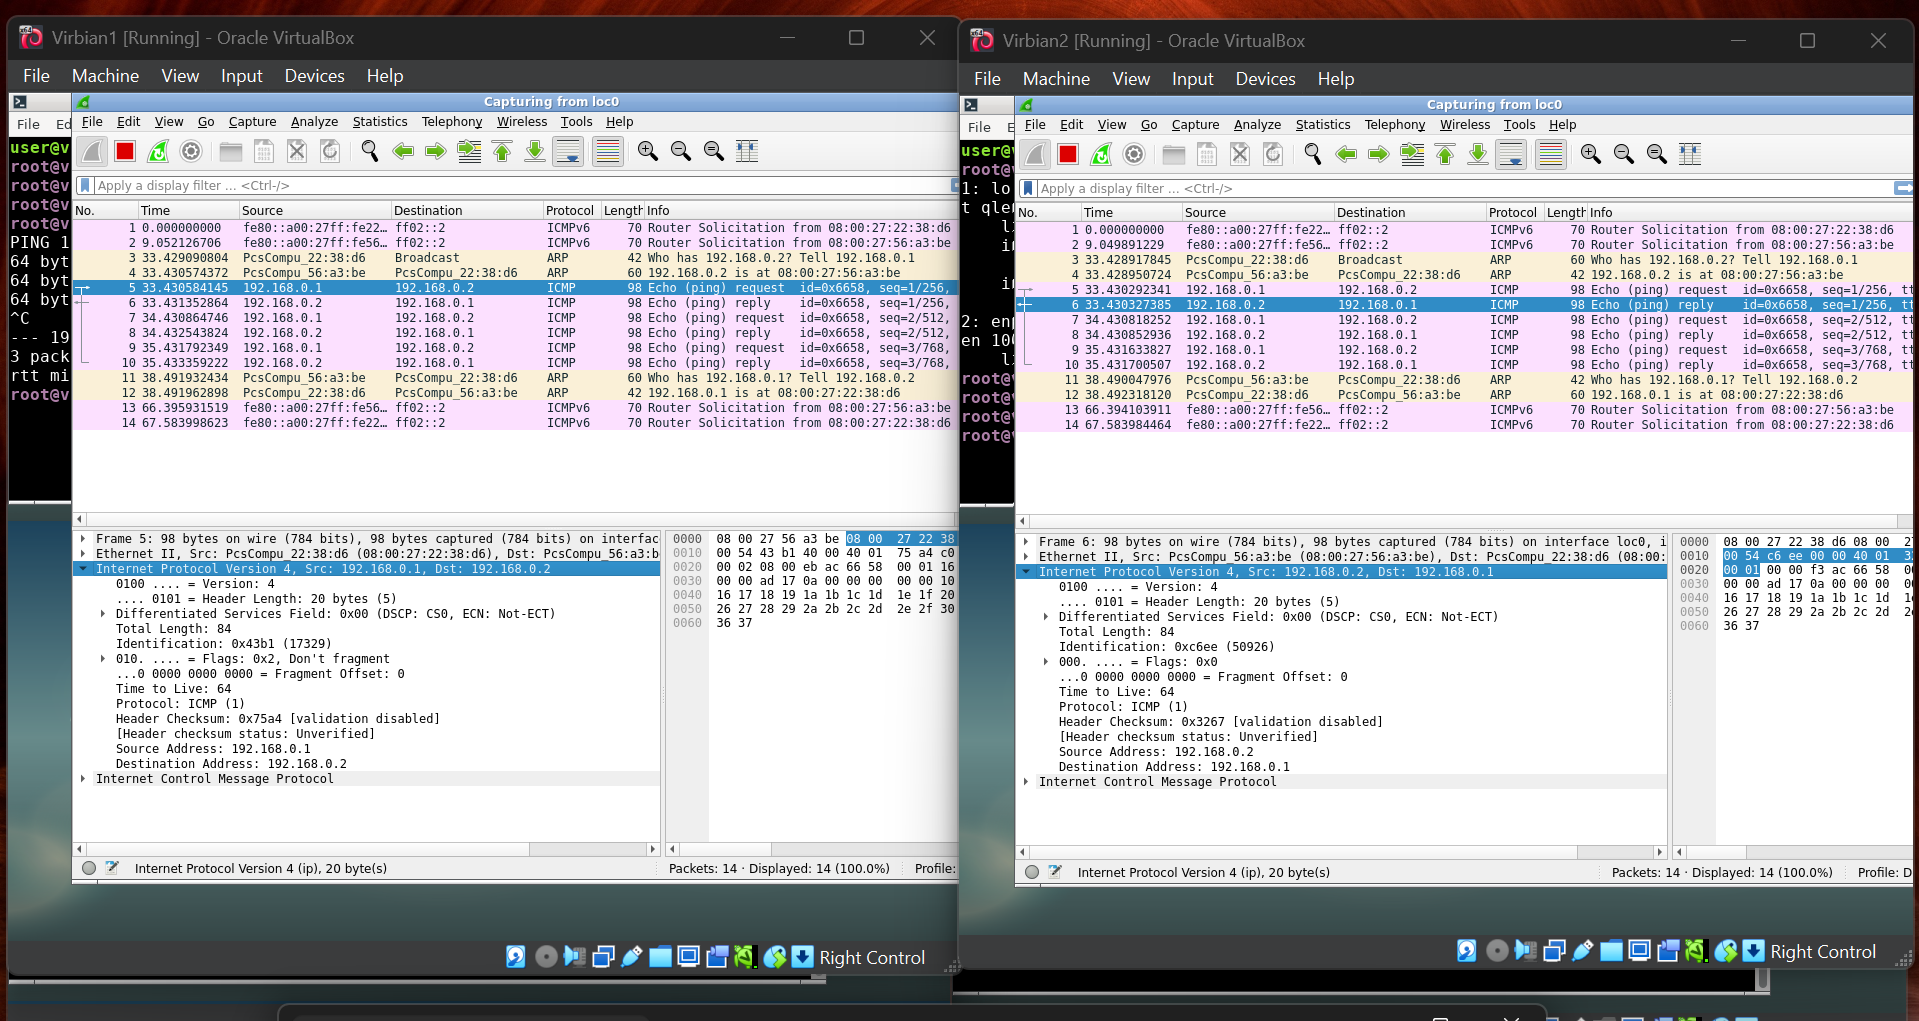 Virbian1 [Running] - Oracle VirtualBox
File Machine View Input Devices Help
File Ed
user@v
root@v
root@v
root@v
root@v
PING 1
64 byt
64 byt
64 byt
^C
--- 19
3 pack
rtt mi
root@v
Capturing from loc0
File Edit View Go Capture Analyze Statistics Telephony Wireless Tools Help
Apply a display filter ... <Ctrl-/>
No. Time Source Destination Protocol Length Info
1 0.000000000 fe80::a00:27ff:fe22… ff02::2 ICMPv6 70 Router Solicitation from 08:00:27:22:38:d6
2 9.052126706 fe80::a00:27ff:fe56… ff02::2 ICMPv6 70 Router Solicitation from 08:00:27:56:a3:be
3 33.429090804 PcsCompu_22:38:d6 Broadcast ARP 42 Who has 192.168.0.2? Tell 192.168.0.1
4 33.430574372 PcsCompu_56:a3:be PcsCompu_22:38:d6 ARP 60 192.168.0.2 is at 08:00:27:56:a3:be
5 33.430584145 192.168.0.1 192.168.0.2 ICMP 98 Echo (ping) request id=0x6658, seq=1/256,
6 33.431352864 192.168.0.2 192.168.0.1 ICMP 98 Echo (ping) reply id=0x6658, seq=1/256,
7 34.430864746 192.168.0.1 192.168.0.2 ICMP 98 Echo (ping) request id=0x6658, seq=2/512,
8 34.432543824 192.168.0.2 192.168.0.1 ICMP 98 Echo (ping) reply id=0x6658, seq=2/512,
9 35.431792349 192.168.0.1 192.168.0.2 ICMP 98 Echo (ping) request id=0x6658, seq=3/768,
10 35.433359222 192.168.0.2 192.168.0.1 ICMP 98 Echo (ping) reply id=0x6658, seq=3/768,
11 38.491932434 PcsCompu_56:a3:be PcsCompu_22:38:d6 ARP 60 Who has 192.168.0.1? Tell 192.168.0.2
12 38.491962898 PcsCompu_22:38:d6 PcsCompu_56:a3:be ARP 42 192.168.0.1 is at 08:00:27:22:38:d6
13 66.395931519 fe80::a00:27ff:fe56… ff02::2 ICMPv6 70 Router Solicitation from 08:00:27:56:a3:be
14 67.583998623 fe80::a00:27ff:fe22… ff02::2 ICMPv6 70 Router Solicitation from 08:00:27:22:38:d6
Frame 5: 98 bytes on wire (784 bits), 98 bytes captured (784 bits) on interfac
Ethernet II, Src: PcsCompu_22:38:d6 (08:00:27:22:38:d6), Dst: PcsCompu_56:a3:b
Internet Protocol Version 4, Src: 192.168.0.1, Dst: 192.168.0.2
0100 .... = Version: 4
.... 0101 = Header Length: 20 bytes (5)
Differentiated Services Field: 0x00 (DSCP: CS0, ECN: Not-ECT)
Total Length: 84
Identification: 0x43b1 (17329)
010. .... = Flags: 0x2, Don't fragment
...0 0000 0000 0000 = Fragment Offset: 0
Time to Live: 64
Protocol: ICMP (1)
Header Checksum: 0x75a4 [validation disabled]
[Header checksum status: Unverified]
Source Address: 192.168.0.1
Destination Address: 192.168.0.2
Internet Control Message Protocol
0000 08 00 27 56 a3 be 08 00 27 22 38
0010 00 54 43 b1 40 00 40 01 75 a4 c0
0020 00 02 08 00 eb ac 66 58 00 01 16
0030 00 00 ad 17 0a 00 00 00 00 00 10
0040 16 17 18 19 1a 1b 1c 1d 1e 1f 20
0050 26 27 28 29 2a 2b 2c 2d 2e 2f 30
0060 36 37
Internet Protocol Version 4 (ip), 20 byte(s)
Packets: 14 · Displayed: 14 (100.0%)
Profile:
Right Control
Virbian2 [Running] - Oracle VirtualBox
File Machine View Input Devices Help
File E
user@v
root@v
1: lo
t qle
li
in
in
2: enp
en 100
li
root@v
root@v
root@v
root@v
Capturing from loc0
File Edit View Go Capture Analyze Statistics Telephony Wireless Tools Help
Apply a display filter ... <Ctrl-/>
No. Time Source Destination Protocol Length Info
1 0.000000000 fe80::a00:27ff:fe22… ff02::2 ICMPv6 70 Router Solicitation from 08:00:27:22:38:d6
2 9.049891229 fe80::a00:27ff:fe56… ff02::2 ICMPv6 70 Router Solicitation from 08:00:27:56:a3:be
3 33.428917845 PcsCompu_22:38:d6 Broadcast ARP 60 Who has 192.168.0.2? Tell 192.168.0.1
4 33.428950724 PcsCompu_56:a3:be PcsCompu_22:38:d6 ARP 42 192.168.0.2 is at 08:00:27:56:a3:be
5 33.430292341 192.168.0.1 192.168.0.2 ICMP 98 Echo (ping) request id=0x6658, seq=1/256, tt
6 33.430327385 192.168.0.2 192.168.0.1 ICMP 98 Echo (ping) reply id=0x6658, seq=1/256, tt
7 34.430818252 192.168.0.1 192.168.0.2 ICMP 98 Echo (ping) request id=0x6658, seq=2/512, tt
8 34.430852936 192.168.0.2 192.168.0.1 ICMP 98 Echo (ping) reply id=0x6658, seq=2/512, tt
9 35.431633827 192.168.0.1 192.168.0.2 ICMP 98 Echo (ping) request id=0x6658, seq=3/768, tt
10 35.431700507 192.168.0.2 192.168.0.1 ICMP 98 Echo (ping) reply id=0x6658, seq=3/768, tt
11 38.490047976 PcsCompu_56:a3:be PcsCompu_22:38:d6 ARP 42 Who has 192.168.0.1? Tell 192.168.0.2
12 38.492318120 PcsCompu_22:38:d6 PcsCompu_56:a3:be ARP 60 192.168.0.1 is at 08:00:27:22:38:d6
13 66.394103911 fe80::a00:27ff:fe56… ff02::2 ICMPv6 70 Router Solicitation from 08:00:27:56:a3:be
14 67.583984464 fe80::a00:27ff:fe22… ff02::2 ICMPv6 70 Router Solicitation from 08:00:27:22:38:d6
Frame 6: 98 bytes on wire (784 bits), 98 bytes captured (784 bits) on interface loc0, i
Ethernet II, Src: PcsCompu_56:a3:be (08:00:27:56:a3:be), Dst: PcsCompu_22:38:d6 (08:00:
Internet Protocol Version 4, Src: 192.168.0.2, Dst: 192.168.0.1
0100 .... = Version: 4
.... 0101 = Header Length: 20 bytes (5)
Differentiated Services Field: 0x00 (DSCP: CS0, ECN: Not-ECT)
Total Length: 84
Identification: 0xc6ee (50926)
000. .... = Flags: 0x0
...0 0000 0000 0000 = Fragment Offset: 0
Time to Live: 64
Protocol: ICMP (1)
Header Checksum: 0x3267 [validation disabled]
[Header checksum status: Unverified]
Source Address: 192.168.0.2
Destination Address: 192.168.0.1
Internet Control Message Protocol
0000 08 00 27 22 38 d6 08 00 27
0010 00 54 c6 ee 00 00 40 01 32
0020 00 01 00 00 f3 ac 66 58 00
0030 00 00 ad 17 0a 00 00 00 00
0040 16 17 18 19 1a 1b 1c 1d 1e
0050 26 27 28 29 2a 2b 2c 2d 2e
0060 36 37
Internet Protocol Version 4 (ip), 20 byte(s)
Packets: 14 · Displayed: 14 (100.0%)
Profile: D
Right Control